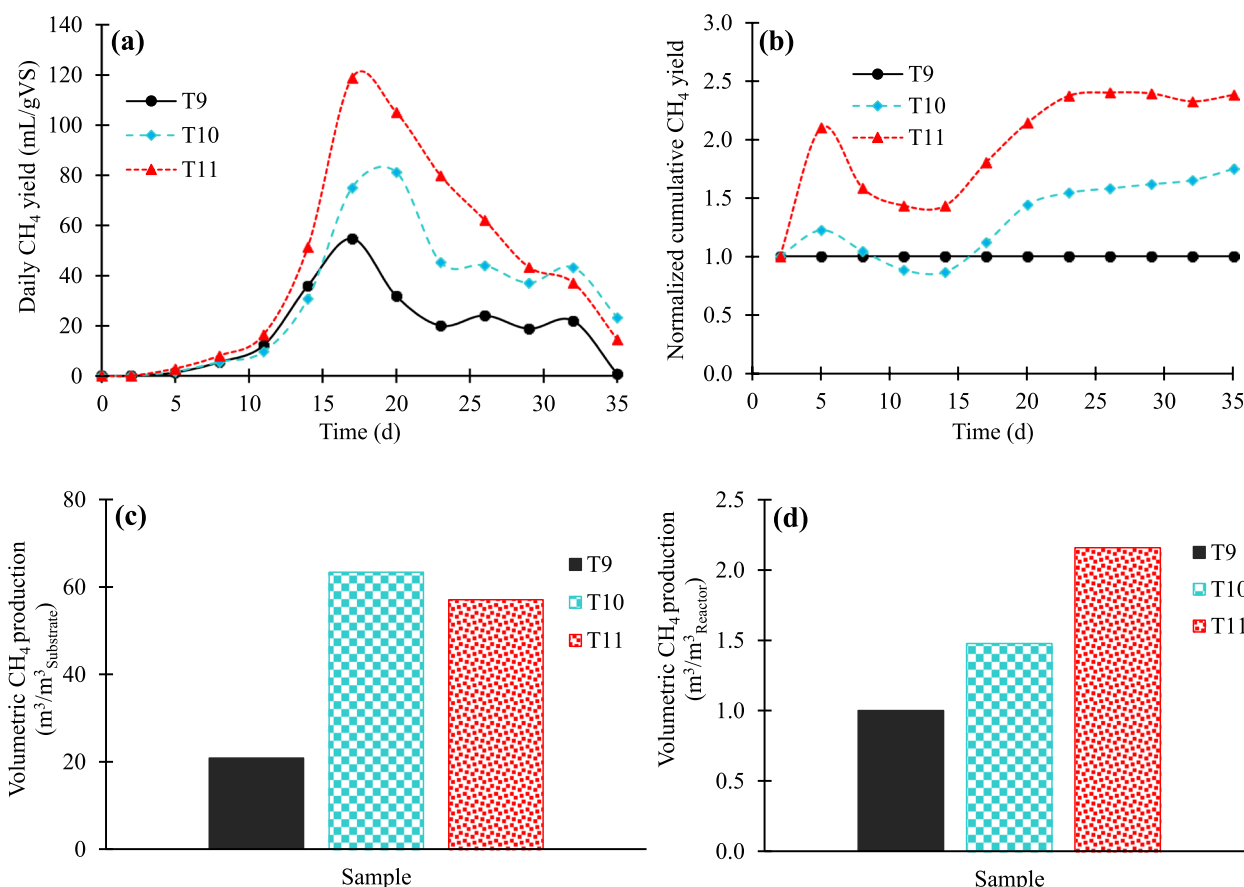 (a)
Daily CH4 yield (mL/gVS)
140
120
100
80
60
40
20
0
T9
T10
T11
0 5 10 15 20 25 30 35
Time (d)
(b)
Normalized cumulative CH4 yield
3.0
2.5
2.0
1.5
1.0
0.5
0.0
T9
T10
T11
0 5 10 15 20 25 30 35
Time (d)
(c)
Volumetric CH4 production
(m3/m3Substrate)
80
60
40
20
0
T9
T10
T11
Sample
(d)
Volumetric CH4 production
(m3/m3Reactor)
2.5
2.0
1.5
1.0
0.5
0.0
T9
T10
T11
Sample